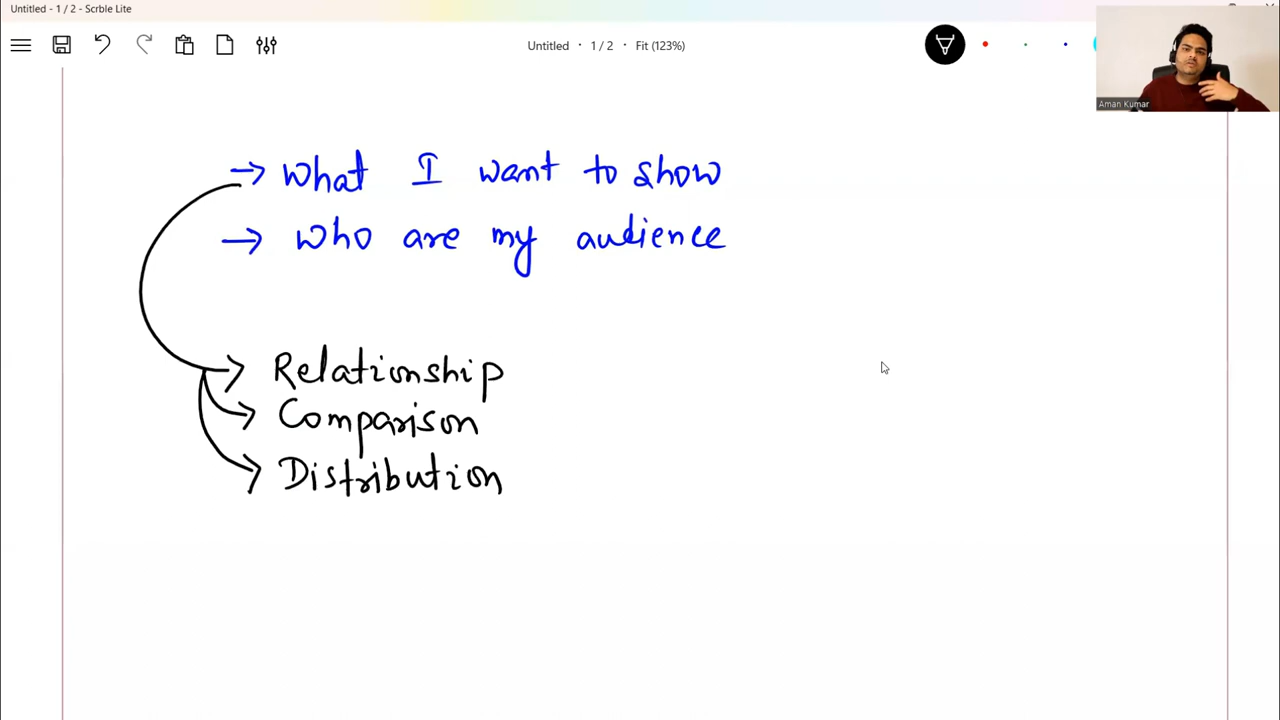 Untitled - 1 / 2 - Scrble Lite
Untitled · 1 / 2 · Fit (123%)
Aman Kumar
→ What I want to show
→ Who are my audience
→ Relationship
→ Comparison
→ Distribution